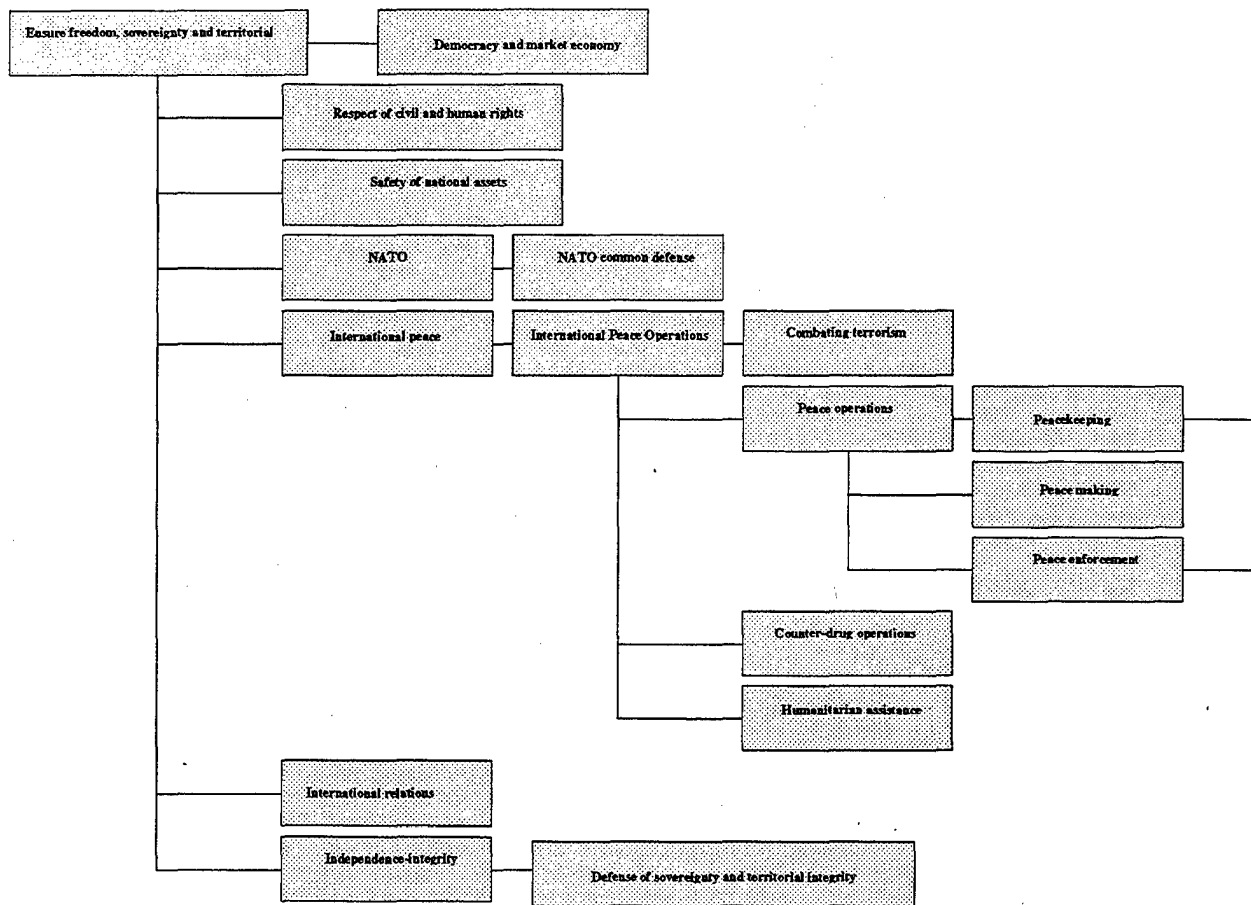 Ensure freedom, sovereignty and territorial
Democracy and market economy
Respect of civil and human rights
Safety of national assets
NATO
NATO common defense
International peace
International Peace Operations
Combating terrorism
Peace operations
Peacekeeping
Peace making
Peace enforcement
Counter-drug operations
Humanitarian assistance
International relations
Independence-integrity
Defense of sovereignty and territorial integrity